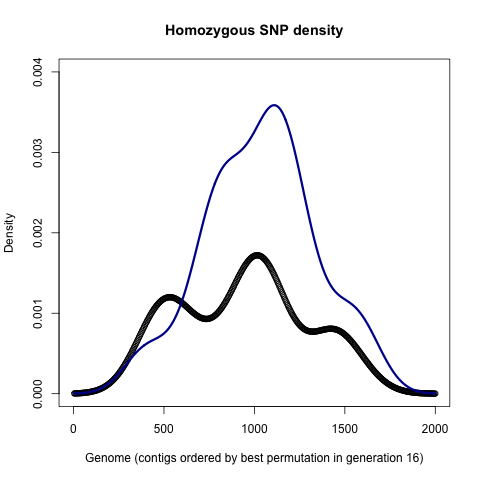 Homozygous SNP density
Density
0.004
0.003
0.002
0.001
0.000
0 500 1000 1500 2000
Genome (contigs ordered by best permutation in generation 16)